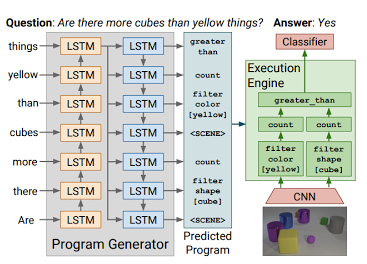 Question: Are there more cubes than yellow things? Answer: Yes
Classifier
things
LSTM
LSTM
greater
than
yellow
LSTM
LSTM
count
than
LSTM
LSTM
filter
color
[yellow]
cubes
LSTM
LSTM
<SCENE>
more
LSTM
LSTM
count
there
LSTM
LSTM
filter
shape
[cube]
Are
LSTM
LSTM
<SCENE>
Program Generator
Predicted
Program
Execution
Engine
greater_than
count
count
filter
color
[yellow]
filter
shape
[cube]
CNN